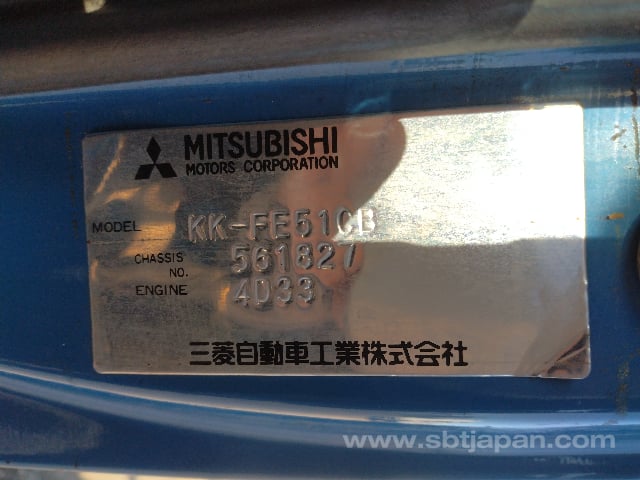 MITSUBISHI
MOTORS CORPORATION
MODEL KK-FE51CB
CHASSIS NO. 561827
ENGINE 4D33
三菱自動車工業株式会社
www.sbtjapan.com